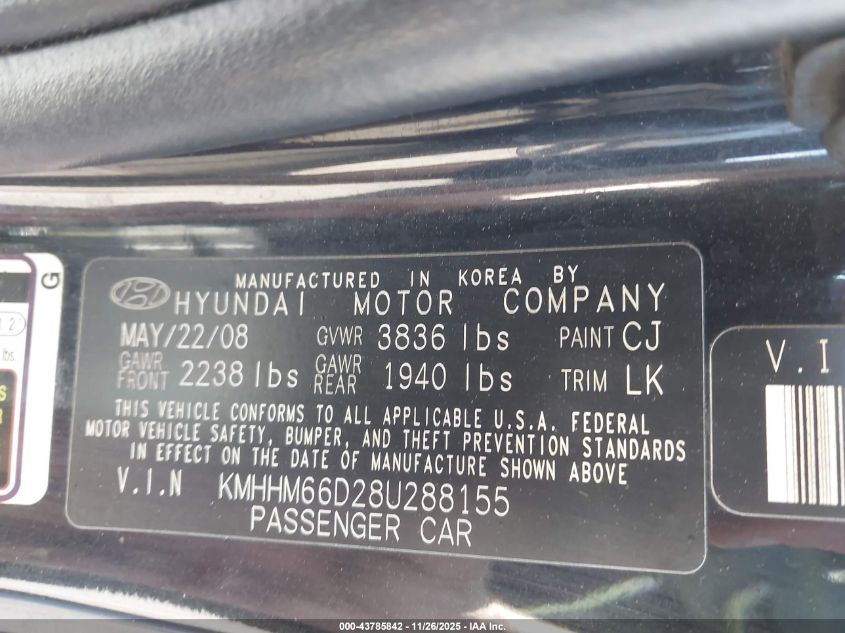 MANUFACTURED IN KOREA BY
HYUNDAI MOTOR COMPANY
MAY/22/08 GVWR 3836 lbs PAINT CJ
GAWR FRONT 2238 lbs GAWR REAR 1940 lbs TRIM LK
THIS VEHICLE CONFORMS TO ALL APPLICABLE U.S.A. FEDERAL
MOTOR VEHICLE SAFETY, BUMPER, AND THEFT PREVENTION STANDARDS
IN EFFECT ON THE DATE OF MANUFACTURE SHOWN ABOVE
V.I.N KMHHM66D28U288155
PASSENGER CAR
G
2
lbs.
V.I
000-43785842 - 11/26/2025 - IAA Inc.